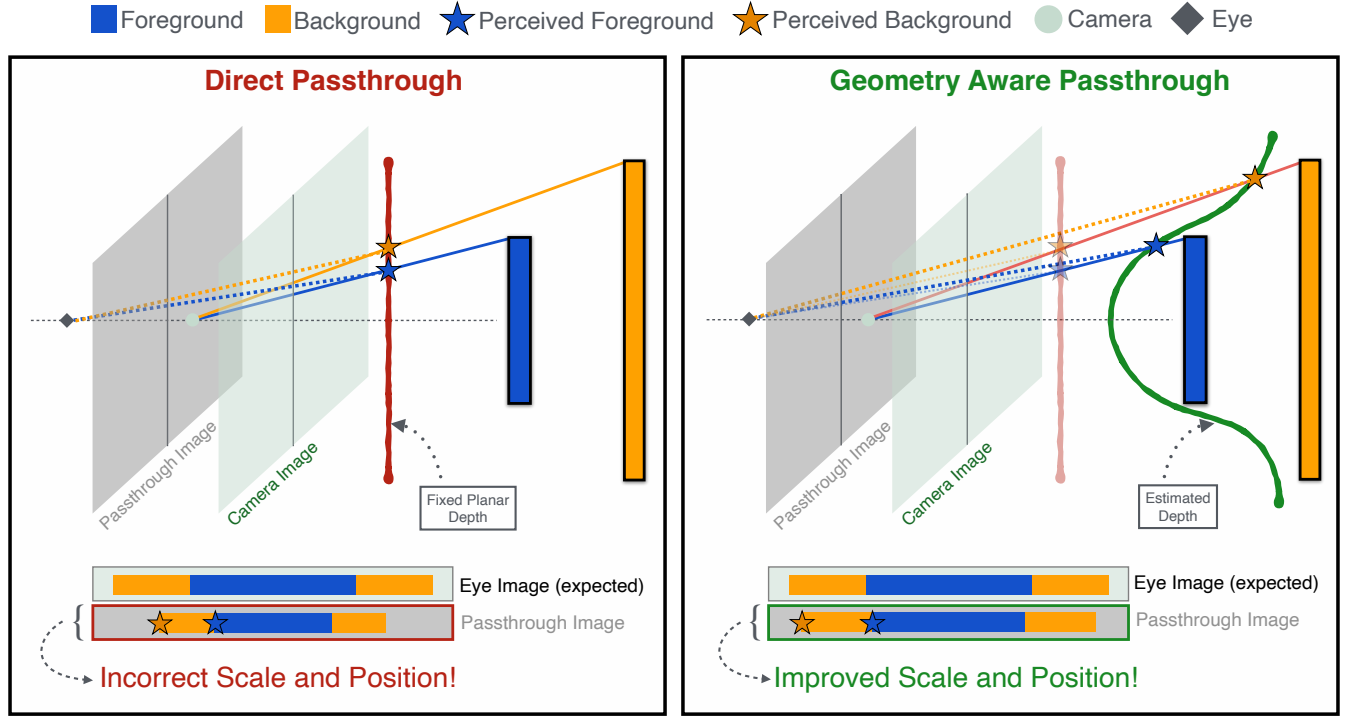 Foreground Background Perceived Foreground Perceived Background Camera Eye
Direct Passthrough
Passthrough Image
Camera Image
Fixed Planar
Depth
Eye Image (expected)
Passthrough Image
Incorrect Scale and Position!
Geometry Aware Passthrough
Passthrough Image
Camera Image
Estimated
Depth
Eye Image (expected)
Passthrough Image
Improved Scale and Position!